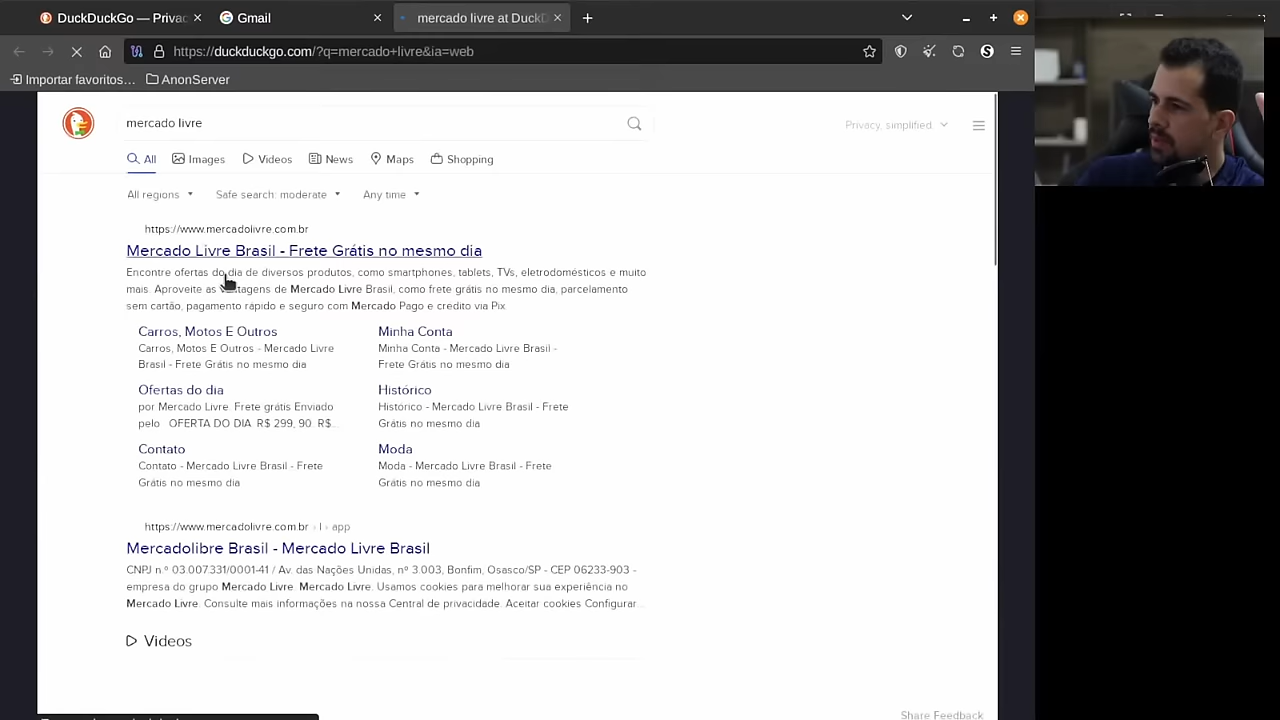 DuckDuckGo — Privac
Gmail
mercado livre at DuckD
https://duckduckgo.com/?q=mercado+livre&ia=web
Importar favoritos...
AnonServer
mercado livre
Privacy, simplified
All
Images
Videos
News
Maps
Shopping
All regions
Safe search: moderate
Any time
https://www.mercadolivre.com.br
Mercado Livre Brasil - Frete Grátis no mesmo dia
Encontre ofertas do dia de diversos produtos, como smartphones, tablets, TVs, eletrodomésticos e muito
mais. Aproveite as vantagens de Mercado Livre Brasil, como frete grátis no mesmo dia, parcelamento
sem cartão, pagamento rápido e seguro com Mercado Pago e credito via Pix
Carros, Motos E Outros
Carros, Motos E Outros - Mercado Livre
Brasil - Frete Grátis no mesmo dia
Minha Conta
Minha Conta - Mercado Livre Brasil -
Frete Grátis no mesmo dia
Ofertas do dia
por Mercado Livre. Frete grátis Enviado
pelo OFERTA DO DIA. R$ 299, 90. R$...
Histórico
Histórico - Mercado Livre Brasil - Frete
Grátis no mesmo dia
Contato
Contato - Mercado Livre Brasil - Frete
Grátis no mesmo dia
Moda
Moda - Mercado Livre Brasil - Frete
Grátis no mesmo dia
https://www.mercadolivre.com.br › l › app
Mercadolibre Brasil - Mercado Livre Brasil
CNPJ n.º 03.007.331/0001-41 / Av. das Nações Unidas, nº 3.003, Bonfim, Osasco/SP - CEP 06233-903 -
empresa do grupo Mercado Livre. Mercado Livre. Usamos cookies para melhorar sua experiência no
Mercado Livre. Consulte mais informações na nossa Central de privacidade. Aceitar cookies Configurar...
Videos
Share Feedback